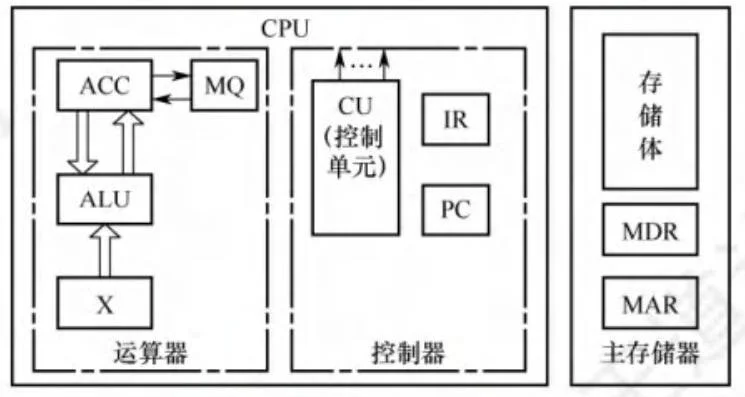 CPU
ACC
MQ
ALU
X
运算器
...
CU
(控制
单元)
IR
PC
控制器
存
储
体
MDR
MAR
主存储器